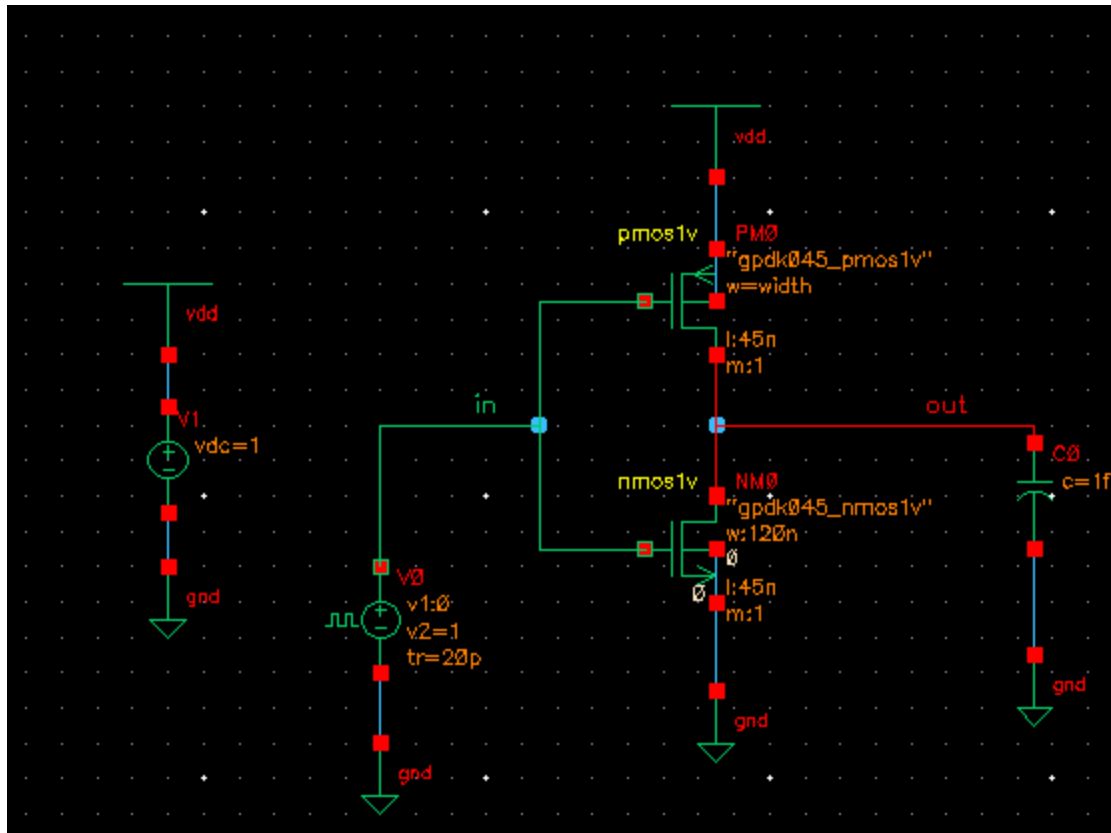 vdd
pmos1v
PM0
"gpdk045_pmos1v"
w=width
l:45n
m:1
vdd
V1
vdc=1
gnd
in
out
C0
c=1f
gnd
nmos1v
NM0
"gpdk045_nmos1v"
w:120n
0
0
l:45n
m:1
gnd
V0
v1:0
v2=1
tr=20p
gnd